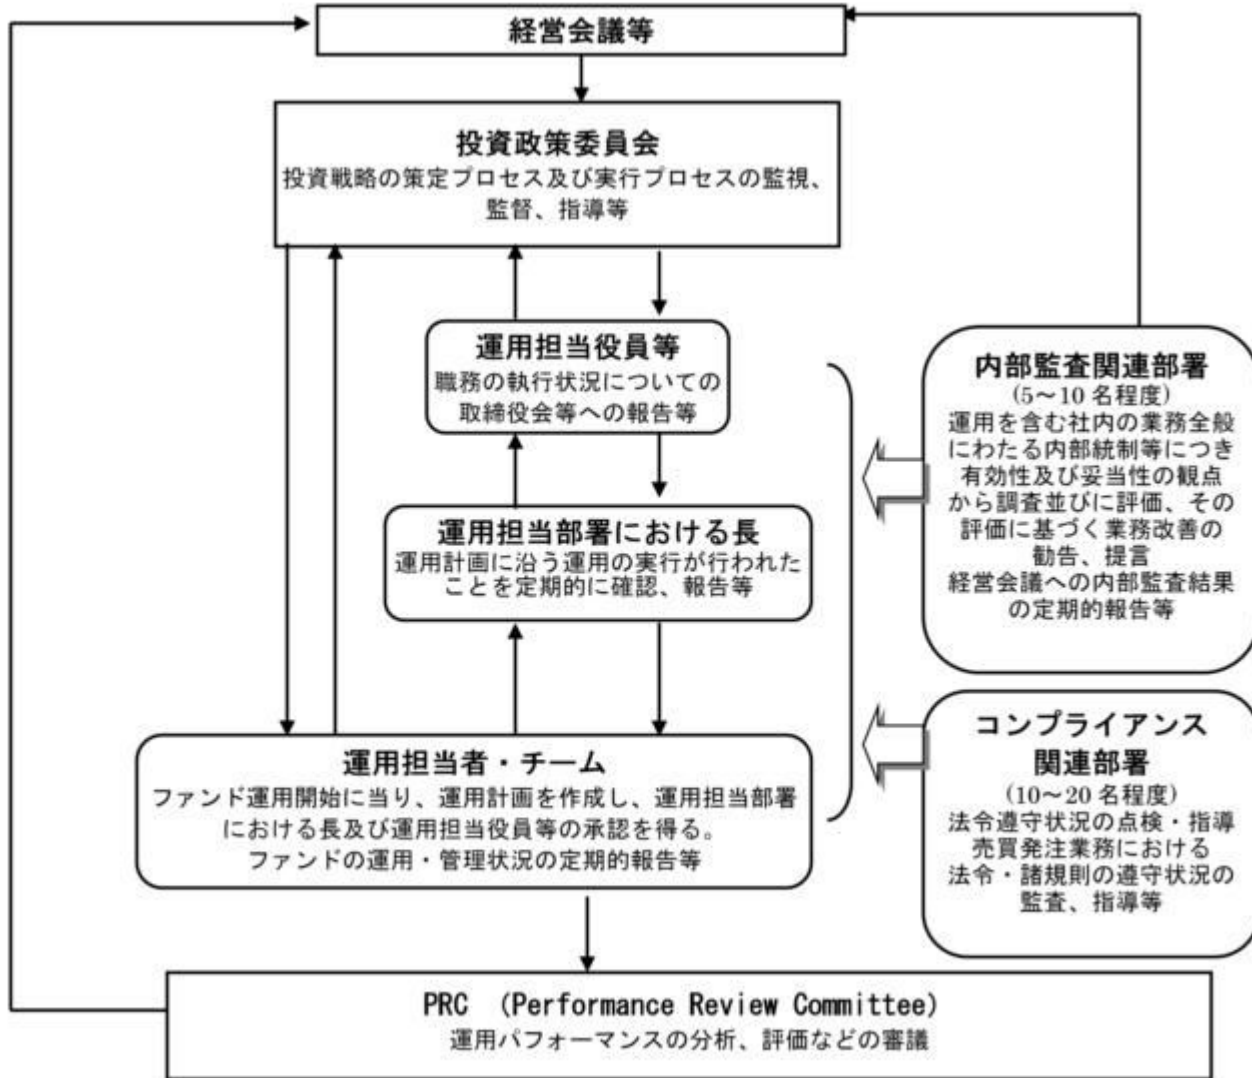 経営会議等
投資政策委員会
投資戦略の策定プロセス及び実行プロセスの監視、
監督、指導等
運用担当役員等
職務の執行状況についての
取締役会等への報告等
運用担当部署における長
運用計画に沿う運用の実行が行われた
ことを定期的に確認、報告等
運用担当者・チーム
ファンド運用開始に当り、運用計画を作成し、運用担当部署
における長及び運用担当役員等の承認を得る。
ファンドの運用・管理状況の定期的報告等
内部監査関連部署
(5～10 名程度)
運用を含む社内の業務全般
にわたる内部統制等につき
有効性及び妥当性の観点
から調査並びに評価、その
評価に基づく業務改善の
勧告、提言
経営会議への内部監査結果
の定期的報告等
コンプライアンス
関連部署
(10～20 名程度)
法令遵守状況の点検・指導
売買発注業務における
法令・諸規則の遵守状況の
監査、指導等
PRC (Performance Review Committee)
運用パフォーマンスの分析、評価などの審議